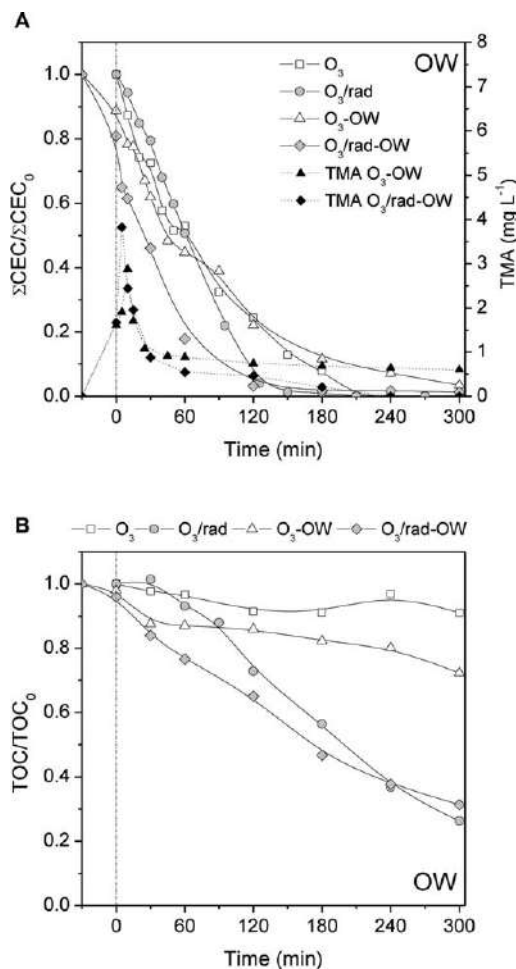 A
OW
O₃
O₃/rad
O₃-OW
O₃/rad-OW
TMA O₃-OW
TMA O₃/rad-OW
ΣCEC/ΣCEC₀
1.0
0.8
0.6
0.4
0.2
0.0
8
7
6
5
4
3
2
1
0
TMA (mg L⁻¹)
0 60 120 180 240 300
Time (min)
B
O₃ O₃/rad O₃-OW O₃/rad-OW
TOC/TOC₀
1.0
0.8
0.6
0.4
0.2
0.0
OW
0 60 120 180 240 300
Time (min)